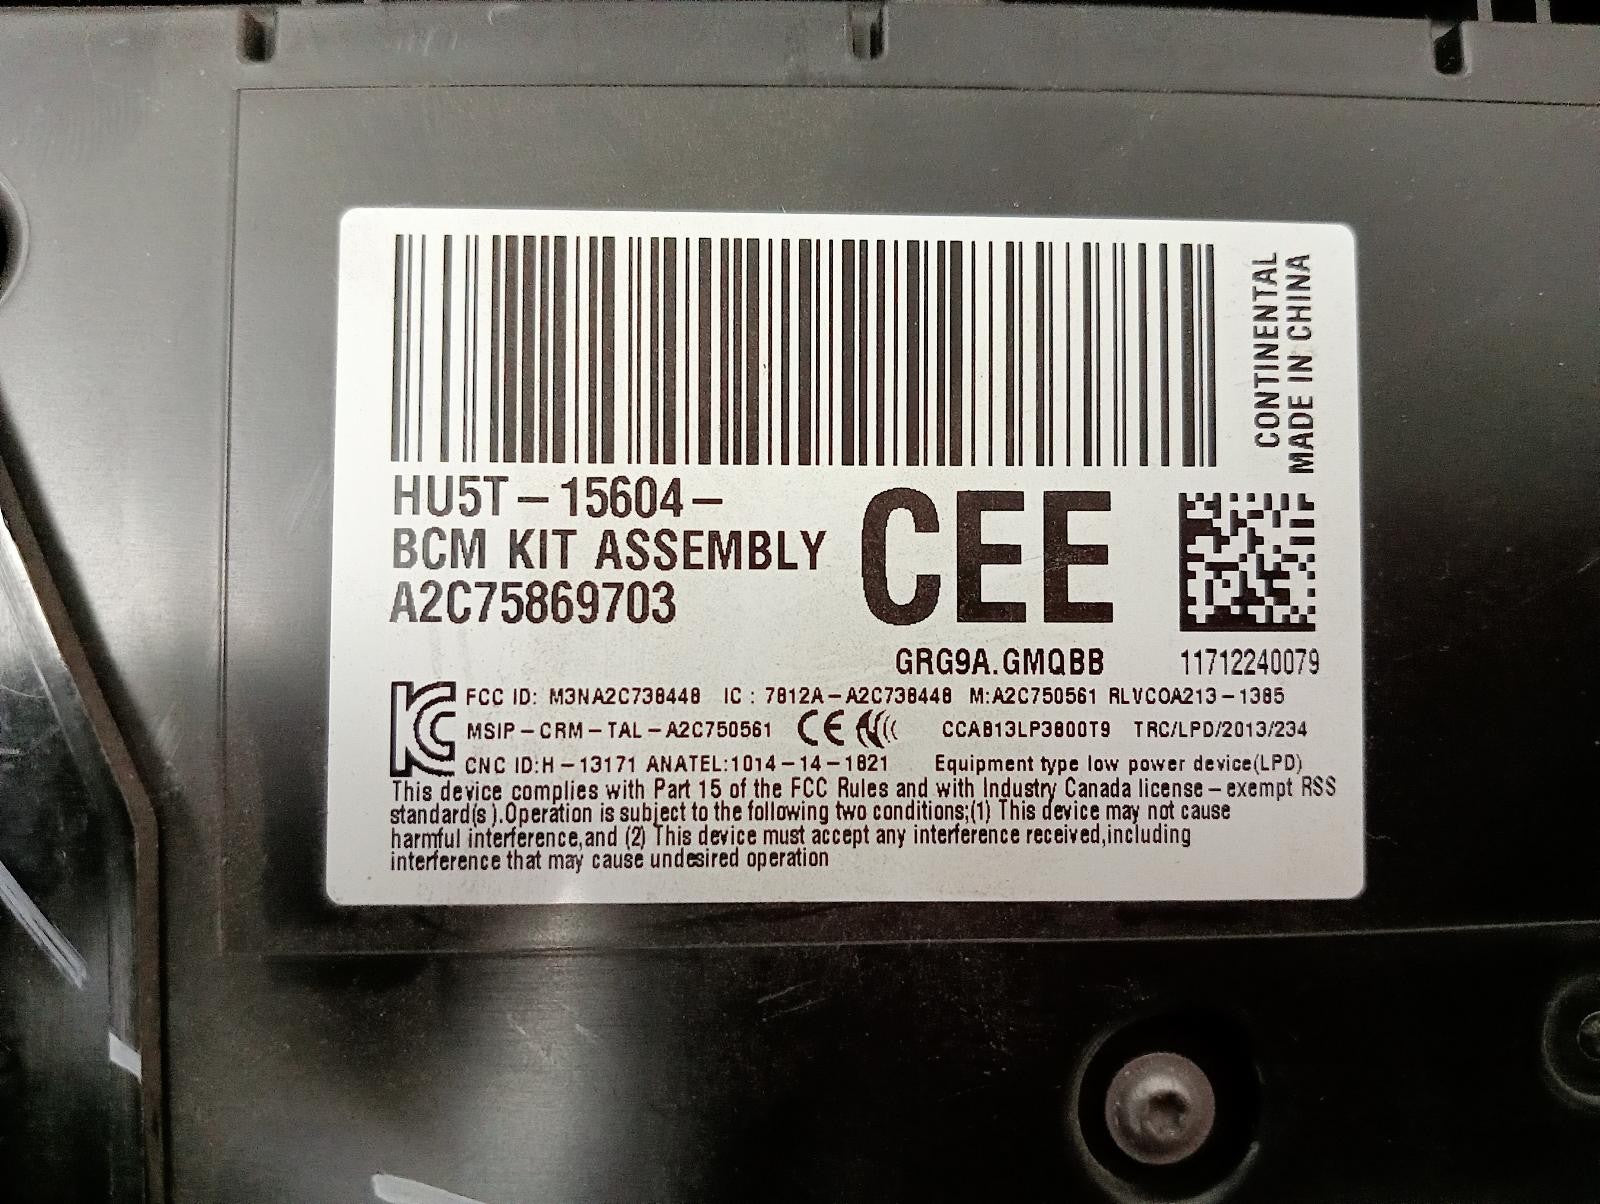 CONTINENTAL
MADE IN CHINA
HU5T-15604-
BCM KIT ASSEMBLY
A2C75869703
CEE
GRG9A.GMQBB
11712240079
FCC ID: M3NA2C738448 IC: 7812A-A2C738448 M:A2C750561 RLVCOA213-1385
MSIP-CRM-TAL-A2C750561 CE CCAB13LP3800T9 TRC/LPD/2013/234
CNC ID:H-13171 ANATEL:1014-14-1821 Equipment type low power device(LPD)
This device complies with Part 15 of the FCC Rules and with Industry Canada license-exempt RSS
standard(s).Operation is subject to the following two conditions;(1) This device may not cause
harmful interference,and (2) This device must accept any interference received,including
interference that may cause undesired operation